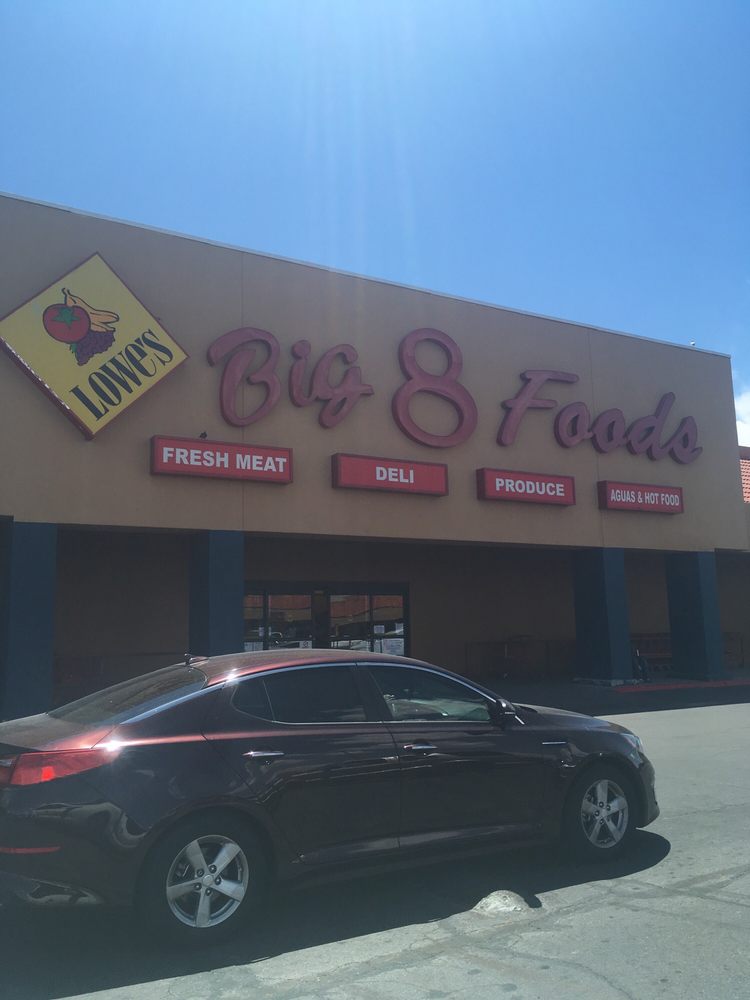 LOWE'S
Big 8 Foods
FRESH MEAT
DELI
PRODUCE
AGUAS & HOT FOOD